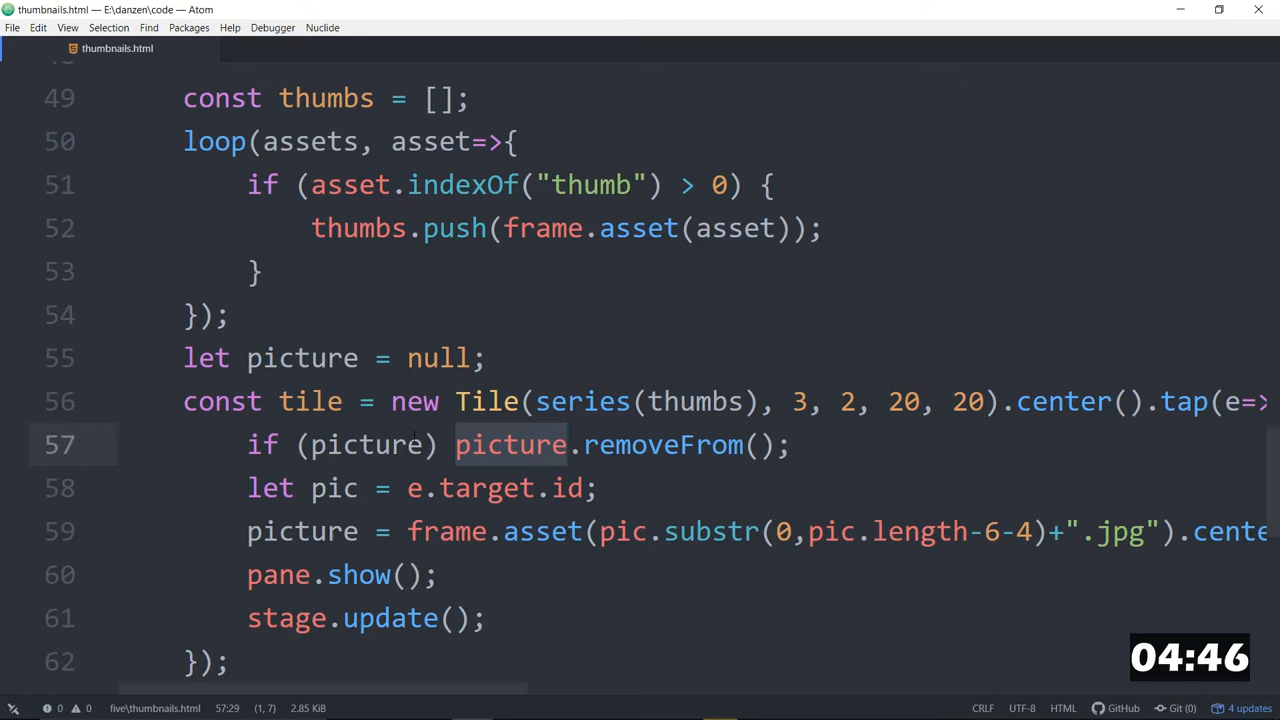 thumbnails.html — E:\danzen\code — Atom
File Edit View Selection Find Packages Help Debugger Nuclide
thumbnails.html
49 const thumbs = [];
50 loop(assets, asset=>{
51 if (asset.indexOf("thumb") > 0) {
52 thumbs.push(frame.asset(asset));
53 }
54 });
55 let picture = null;
56 const tile = new Tile(series(thumbs), 3, 2, 20, 20).center().tap(e=>
57 if (picture) picture.removeFrom();
58 let pic = e.target.id;
59 picture = frame.asset(pic.substr(0,pic.length-6-4)+".jpg").cente
60 pane.show();
61 stage.update();
62 });
04:46
0 0 five\thumbnails.html 57:29 (1, 7) 2.85 KiB CRLF UTF-8 HTML GitHub Git (0) 4 updates